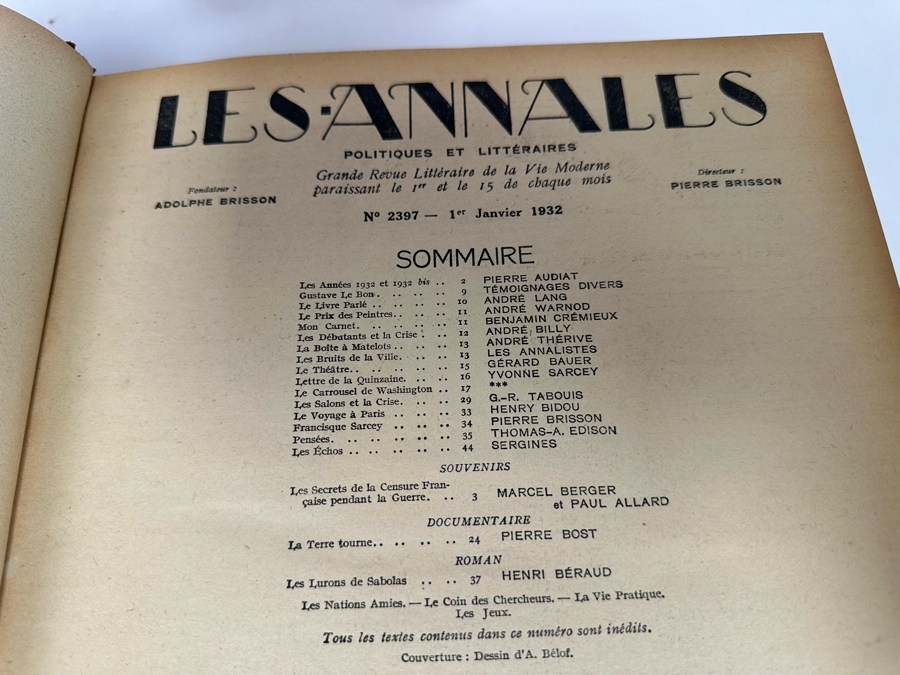 LES·ANNALES
POLITIQUES ET LITTÉRAIRES
Grande Revue Littéraire de la Vie Moderne
paraissant le 1er et le 15 de chaque mois
Fondateur :
ADOLPHE BRISSON
Directeur :
PIERRE BRISSON
No 2397 — 1er Janvier 1932
SOMMAIRE
Les Années 1932 et 1932 bis .. 2 PIERRE AUDIAT
Gustave Le Bon. .. .. .. 9 TÉMOIGNAGES DIVERS
Le Livre Parlé .. .. .. .. 10 ANDRÉ LANG
Le Prix des Peintres. .. .. .. 11 ANDRÉ WARNOD
Mon Carnet. .. .. .. .. 11 BENJAMIN CRÉMIEUX
Les Débutants et la Crise . .. 12 ANDRÉ BILLY
La Boîte à Matelots .. .. .. 13 ANDRÉ THÉRIVE
Les Bruits de la Ville. .. .. 13 LES ANNALISTES
Le Théâtre. .. .. .. .. 15 GÉRARD BAUER
Lettre de la Quinzaine. .. .. 16 YVONNE SARCEY
Le Carrousel de Washington .. 17 ***
Les Salons et la Crise. .. .. 29 G.-R. TABOUIS
Le Voyage à Paris .. .. .. 33 HENRY BIDOU
Francisque Sarcey .. .. .. 34 PIERRE BRISSON
Pensées. .. .. .. .. .. 35 THOMAS-A. EDISON
Les Échos .. .. .. .. .. 44 SERGINES
SOUVENIRS
Les Secrets de la Censure Fran-
çaise pendant la Guerre. .. 3 MARCEL BERGER
et PAUL ALLARD
DOCUMENTAIRE
La Terre tourne. .. .. .. .. 24 PIERRE BOST
ROMAN
Les Lurons de Sabolas .. .. 37 HENRI BÉRAUD
Les Nations Amies. — Le Coin des Chercheurs. — La Vie Pratique.
Les Jeux.
Tous les textes contenus dans ce numéro sont inédits.
Couverture : Dessin d'A. Bélof.